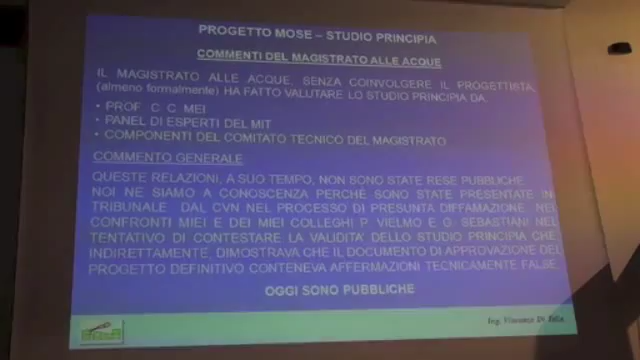 PROGETTO MOSE – STUDIO PRINCIPIA
COMMENTI DEL MAGISTRATO ALLE ACQUE
IL MAGISTRATO ALLE ACQUE, SENZA COINVOLGERE IL PROGETTISTA,
(almeno formalmente) HA FATTO VALUTARE LO STUDIO PRINCIPIA DA:
• PROF. C. C. MEI
• PANEL DI ESPERTI DEL MIT
• COMPONENTI DEL COMITATO TECNICO DEL MAGISTRATO
COMMENTO GENERALE
QUESTE RELAZIONI, A SUO TEMPO, NON SONO STATE RESE PUBBLICHE.
NOI NE SIAMO A CONOSCENZA PERCHÉ SONO STATE PRESENTATE IN
TRIBUNALE DAL CVN NEL PROCESSO DI PRESUNTA DIFFAMAZIONE NEI
CONFRONTI MIEI E DEI MIEI COLLEGHI P. VIELMO E G. SEBASTIANI NEL
TENTATIVO DI CONTESTARE LA VALIDITA' DELLO STUDIO PRINCIPIA CHE,
INDIRETTAMENTE, DIMOSTRAVA CHE IL DOCUMENTO DI APPROVAZIONE DEL
PROGETTO DEFINITIVO CONTENEVA AFFERMAZIONI TECNICAMENTE FALSE.
OGGI SONO PUBBLICHE
Ing. Vincenzo Di Tella